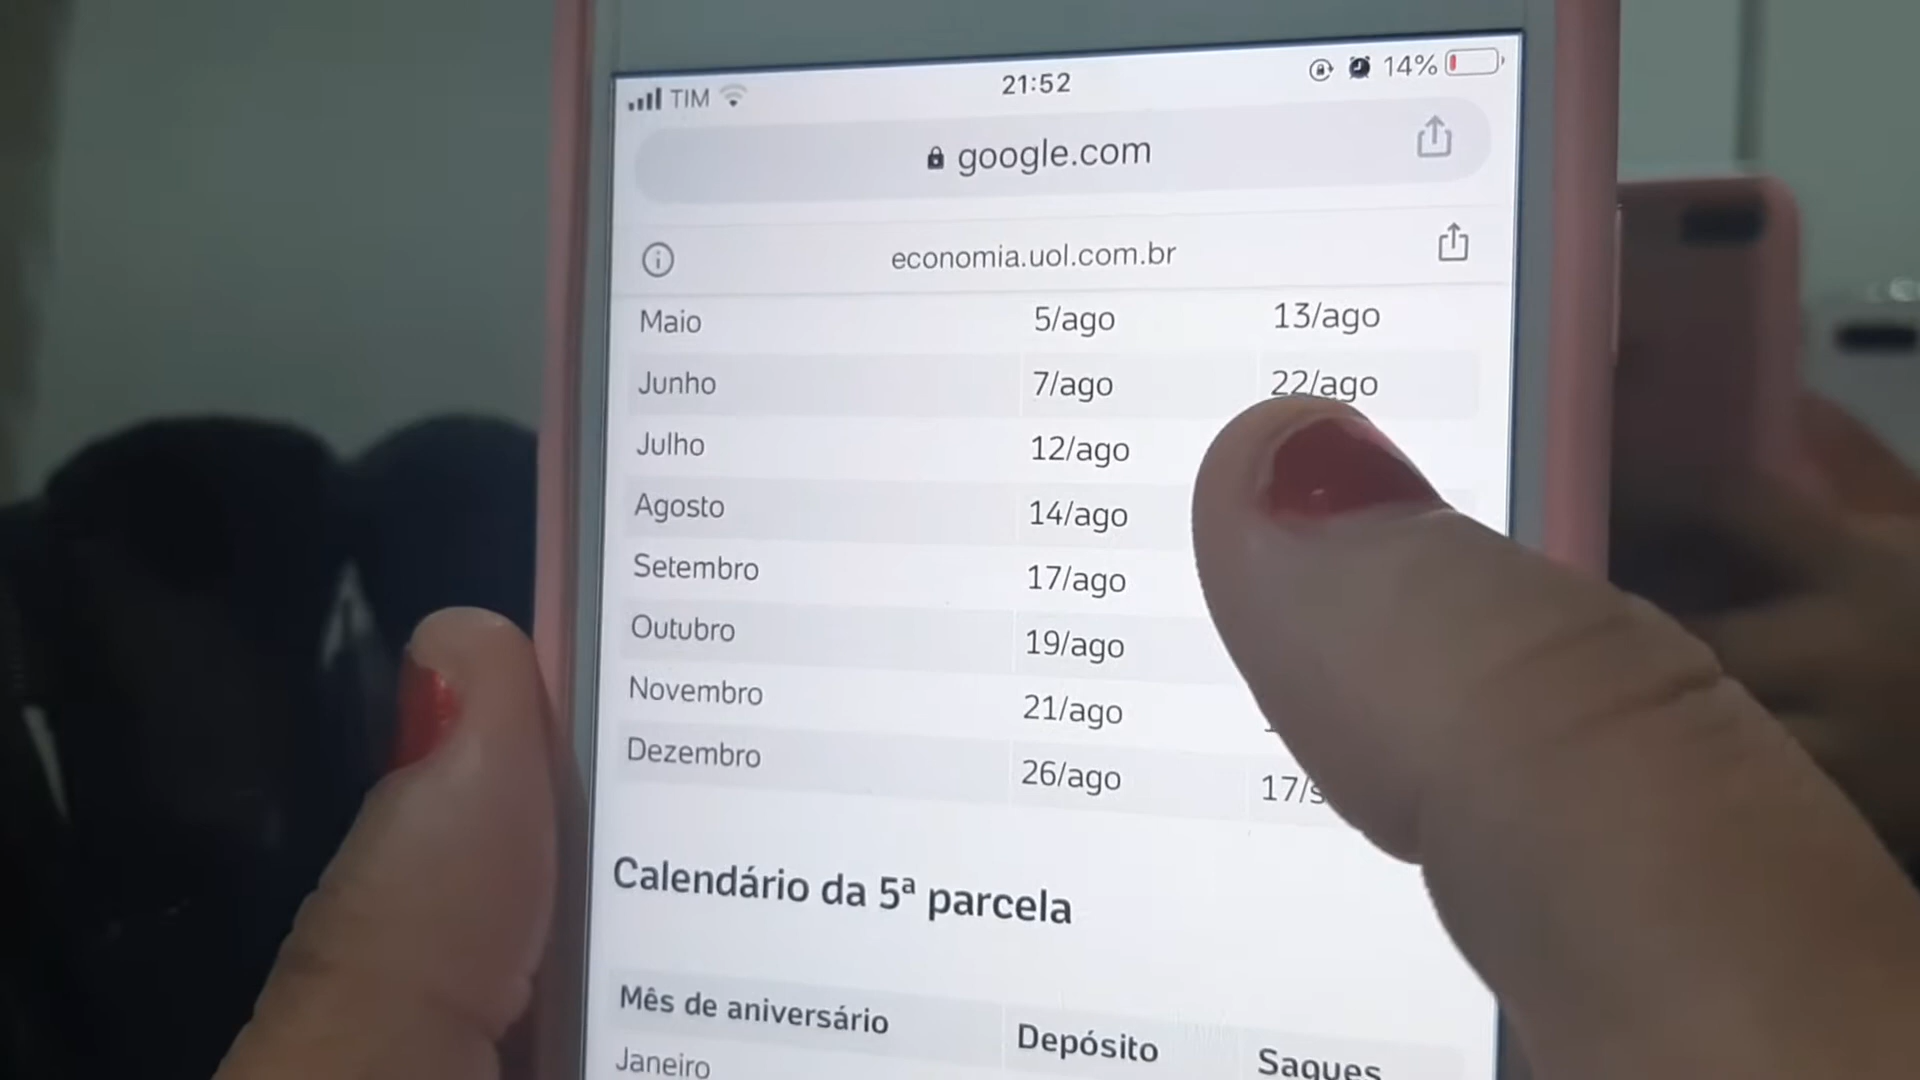 TIM 21:52 14%
google.com
economia.uol.com.br
Maio 5/ago 13/ago
Junho 7/ago 22/ago
Julho 12/ago
Agosto 14/ago
Setembro 17/ago
Outubro 19/ago
Novembro 21/ago
Dezembro 26/ago 17/s
Calendário da 5ª parcela
Mês de aniversário Depósito Saques
Janeiro